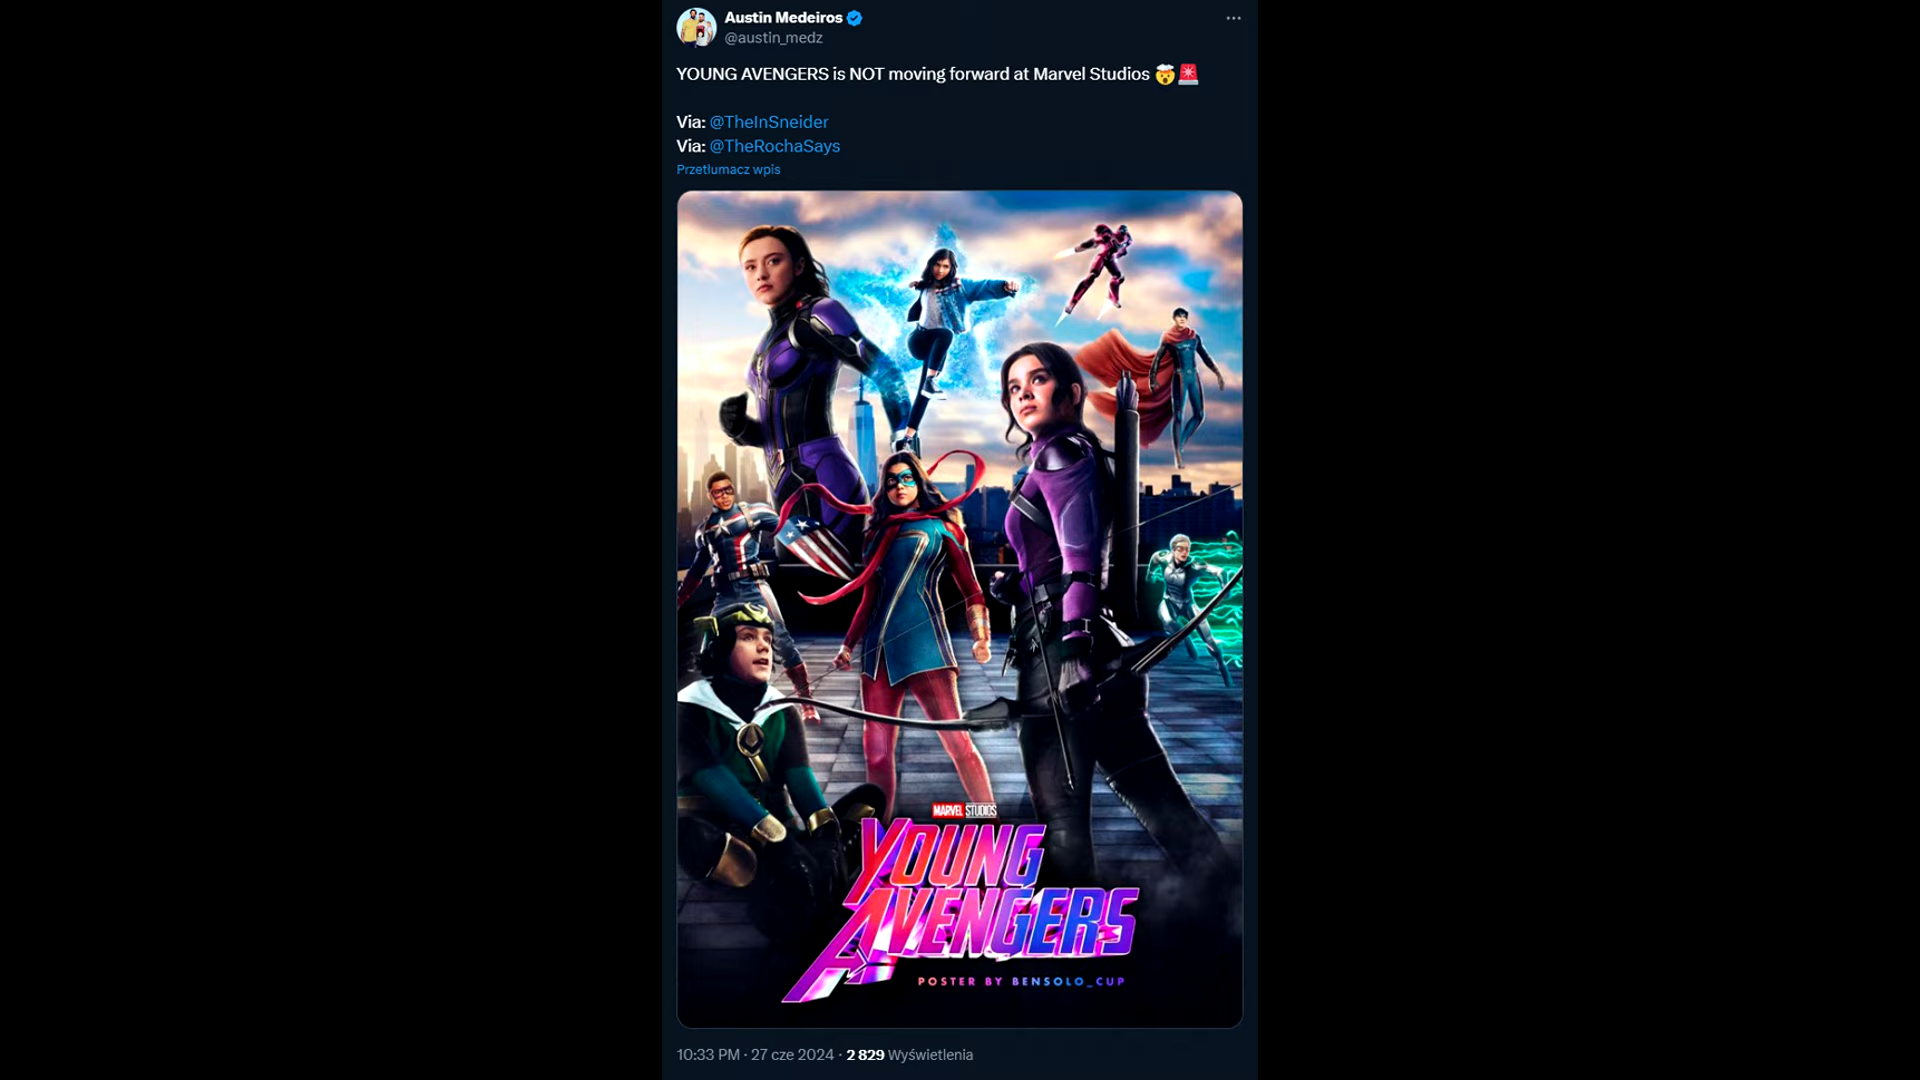 Austin Medeiros
@austin_medz
YOUNG AVENGERS is NOT moving forward at Marvel Studios 🤯🚨
Via: @TheInSneider
Via: @TheRochaSays
Przetłumacz wpis
MARVEL STUDIOS
YOUNG
AVENGERS
POSTER BY BENSOLO_CUP
10:33 PM · 27 cze 2024 · 2 829 Wyświetlenia